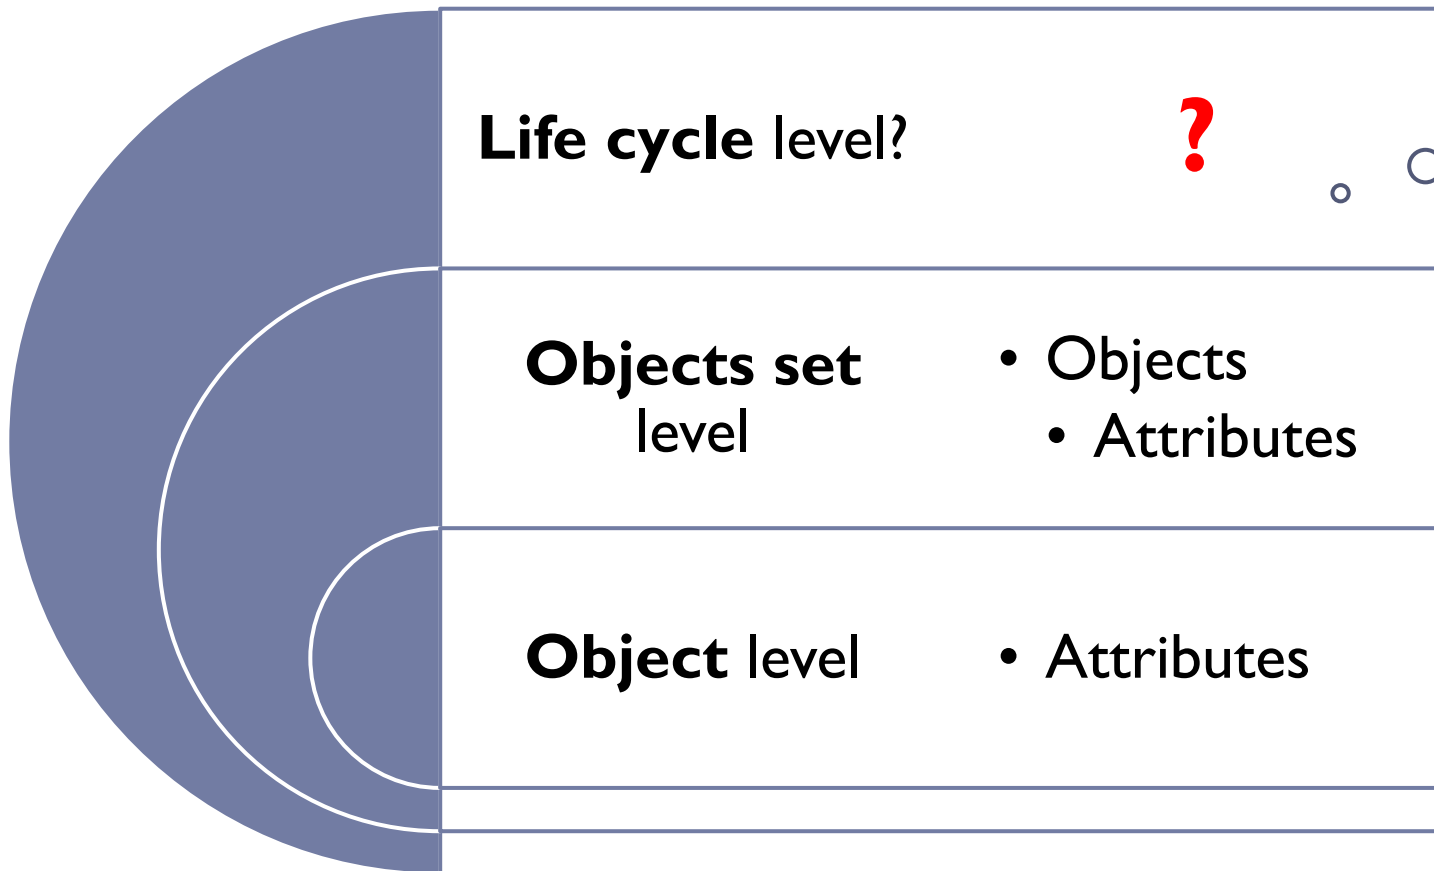 Life cycle level?
?
Objects set
level
• Objects
• Attributes
Object level
• Attributes